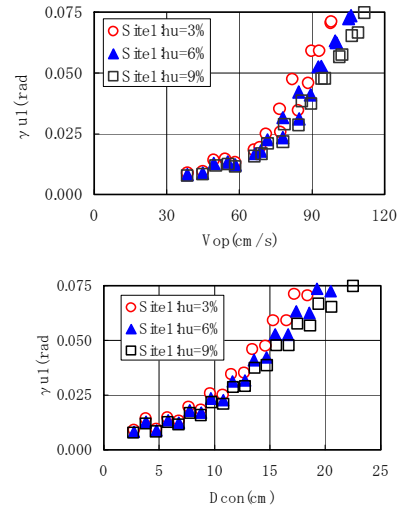 0.075
Site1:hu=3%
Site1:hu=6%
0.050
Site1:hu=9%
γul(rad
0.025
0.000
0 30 60 90 120
Vop(cm/s)
0.075
Site1:hu=3%
Site1:hu=6%
0.050
Site1:hu=9%
γul(rad
0.025
0.000
0 5 10 15 20 25
Dcon(cm)